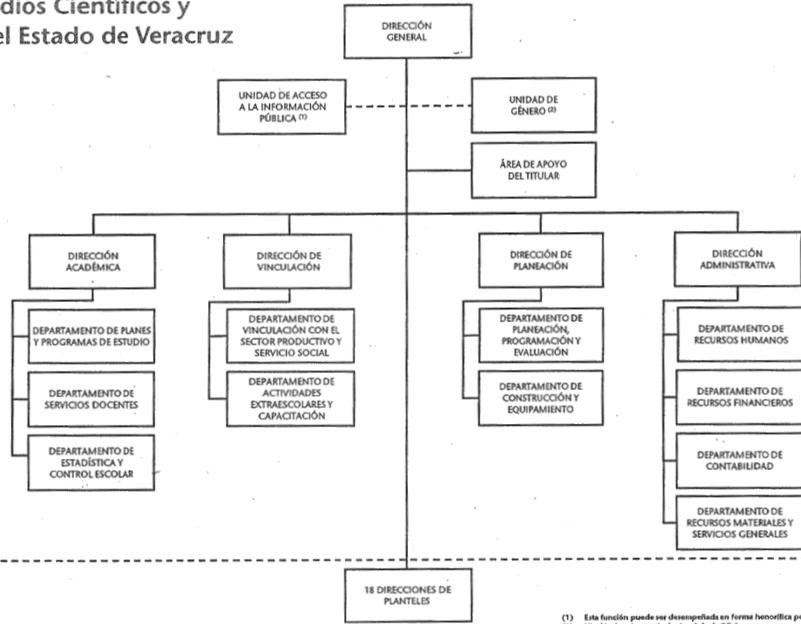 dios Científicos y
el Estado de Veracruz
DIRECCIÓN
GENERAL
UNIDAD DE ACCESO
A LA INFORMACIÓN
PÚBLICA (1)
UNIDAD DE
GÉNERO (2)
ÁREA DE APOYO
DEL TITULAR
DIRECCIÓN
ACADÉMICA
DIRECCIÓN DE
VINCULACIÓN
DIRECCIÓN DE
PLANEACIÓN
DIRECCIÓN
ADMINISTRATIVA
DEPARTAMENTO DE PLANES
Y PROGRAMAS DE ESTUDIO
DEPARTAMENTO DE
SERVICIOS DOCENTES
DEPARTAMENTO DE
ESTADÍSTICA Y
CONTROL ESCOLAR
DEPARTAMENTO DE
VINCULACIÓN CON EL
SECTOR PRODUCTIVO Y
SERVICIO SOCIAL
DEPARTAMENTO DE
ACTIVIDADES
EXTRAESCOLARES Y
CAPACITACIÓN
DEPARTAMENTO DE
PLANEACIÓN,
PROGRAMACIÓN Y
EVALUACIÓN
DEPARTAMENTO DE
CONSTRUCCIÓN Y
EQUIPAMIENTO
DEPARTAMENTO DE
RECURSOS HUMANOS
DEPARTAMENTO DE
RECURSOS FINANCIEROS
DEPARTAMENTO DE
CONTABILIDAD
DEPARTAMENTO DE
RECURSOS MATERIALES Y
SERVICIOS GENERALES
18 DIRECCIONES DE
PLANTELES
(1) Esta función puede ser desempeñada en forma honorífica